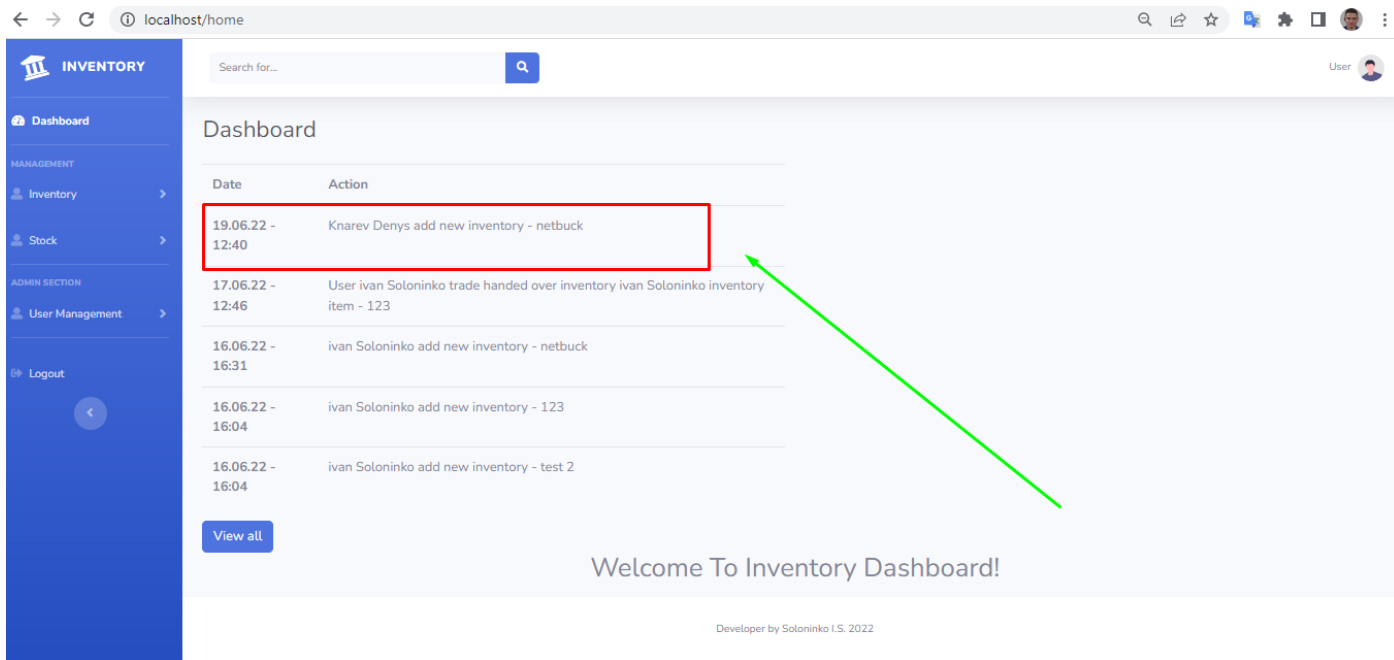 localhost/home
INVENTORY
Search for...
User
Dashboard
MANAGEMENT
Inventory
Stock
ADMIN SECTION
User Management
Logout
Dashboard
Date Action
19.06.22 - Knarev Denys add new inventory - netbuck
12:40
17.06.22 - User ivan Soloninko trade handed over inventory ivan Soloninko inventory
12:46 item - 123
16.06.22 - ivan Soloninko add new inventory - netbuck
16:31
16.06.22 - ivan Soloninko add new inventory - 123
16:04
16.06.22 - ivan Soloninko add new inventory - test 2
16:04
View all
Welcome To Inventory Dashboard!
Developer by Soloninko I.S. 2022